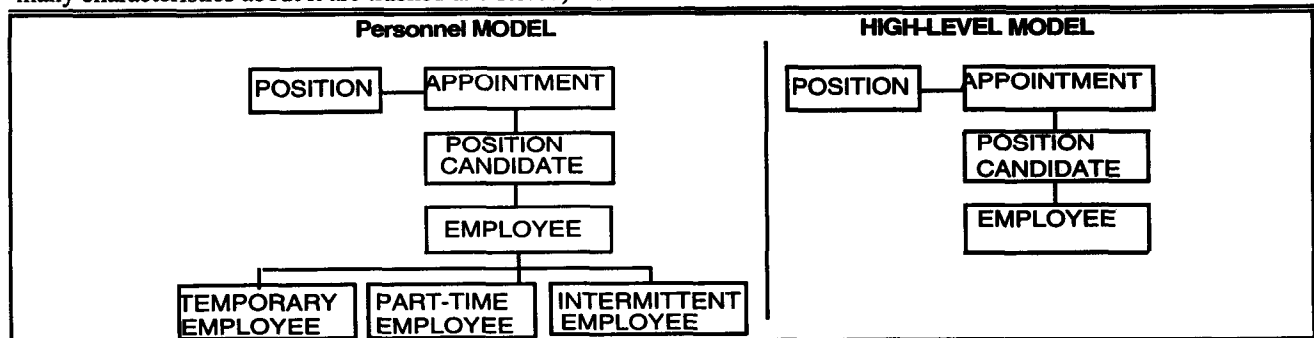 Personnel MODEL
POSITION
APPOINTMENT
POSITION
CANDIDATE
EMPLOYEE
TEMPORARY
EMPLOYEE
PART-TIME
EMPLOYEE
INTERMITTENT
EMPLOYEE
HIGH-LEVEL MODEL
POSITION
APPOINTMENT
POSITION
CANDIDATE
EMPLOYEE